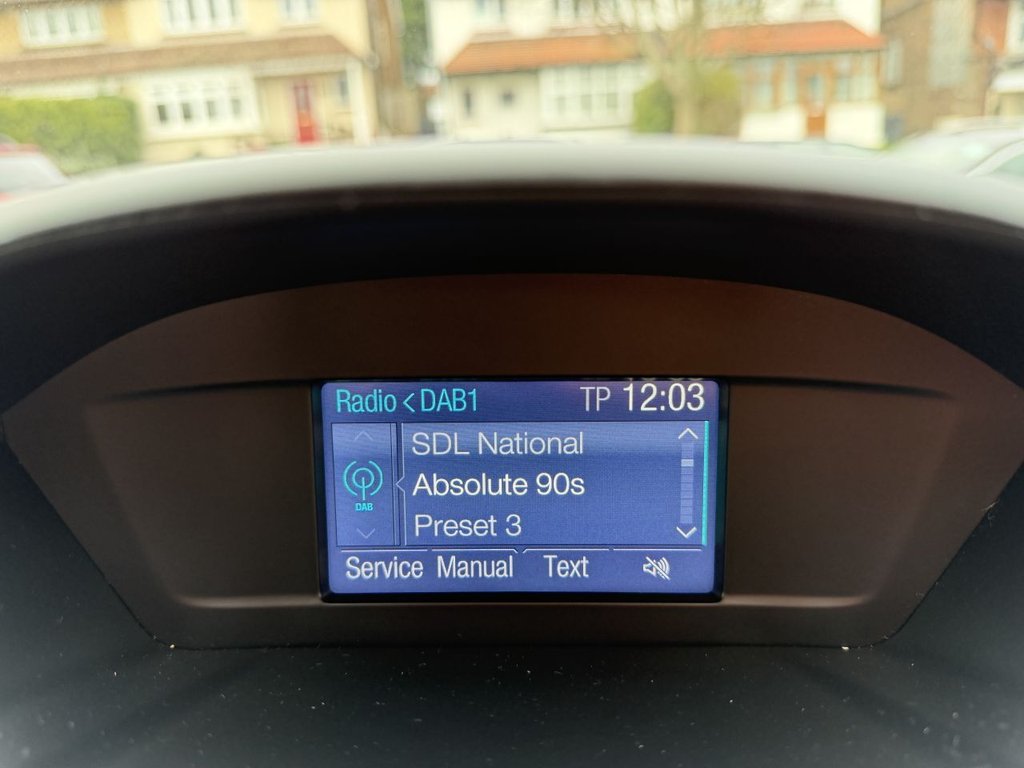 Radio < DAB1 TP 12:03
SDL National
DAB
Absolute 90s
Preset 3
Service Manual Text